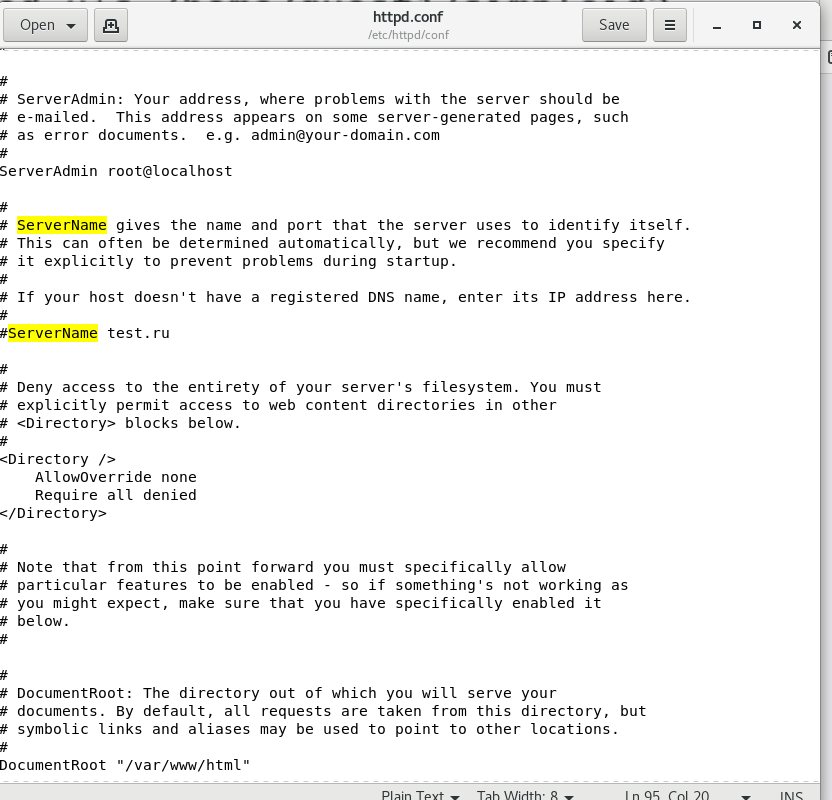 Open
httpd.conf
/etc/httpd/conf
Save
#
# ServerAdmin: Your address, where problems with the server should be
# e-mailed.  This address appears on some server-generated pages, such
# as error documents.  e.g. admin@your-domain.com
#
ServerAdmin root@localhost
#
# ServerName gives the name and port that the server uses to identify itself.
# This can often be determined automatically, but we recommend you specify
# it explicitly to prevent problems during startup.
#
# If your host doesn't have a registered DNS name, enter its IP address here.
#
#ServerName test.ru
#
# Deny access to the entirety of your server's filesystem. You must
# explicitly permit access to web content directories in other
# <Directory> blocks below.
#
<Directory />
    AllowOverride none
    Require all denied
</Directory>
#
# Note that from this point forward you must specifically allow
# particular features to be enabled - so if something's not working as
# you might expect, make sure that you have specifically enabled it
# below.
#
#
# DocumentRoot: The directory out of which you will serve your
# documents. By default, all requests are taken from this directory, but
# symbolic links and aliases may be used to point to other locations.
#
DocumentRoot "/var/www/html"
Plain Text Tab Width: 8 Ln 95, Col 20 INS